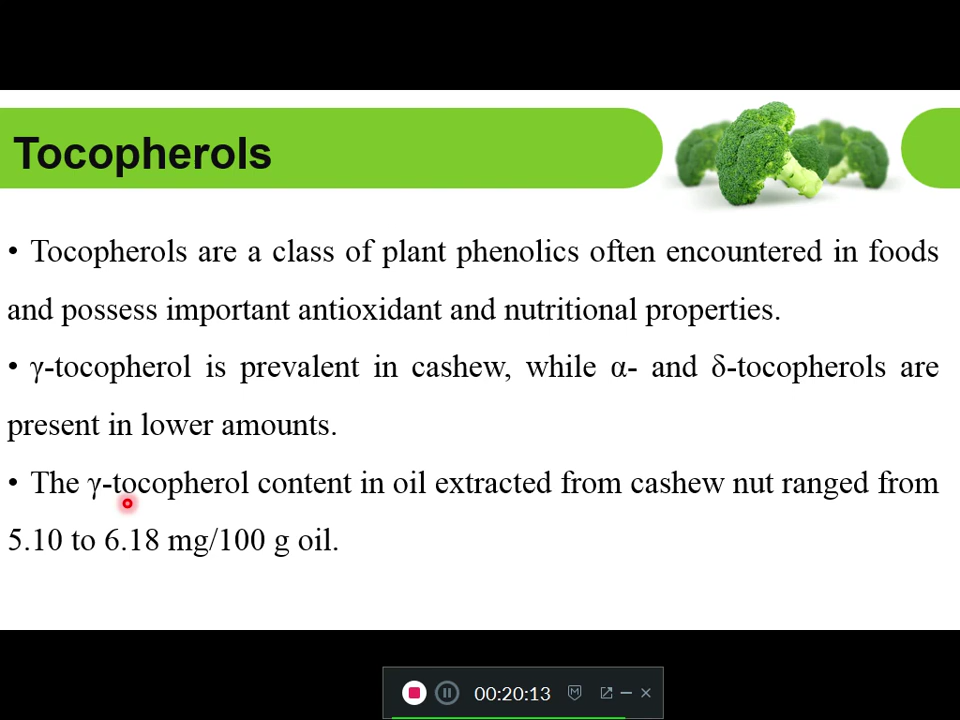 Tocopherols
• Tocopherols are a class of plant phenolics often encountered in foods
and possess important antioxidant and nutritional properties.
• γ-tocopherol is prevalent in cashew, while α- and δ-tocopherols are
present in lower amounts.
• The γ-tocopherol content in oil extracted from cashew nut ranged from
5.10 to 6.18 mg/100 g oil.
00:20:13